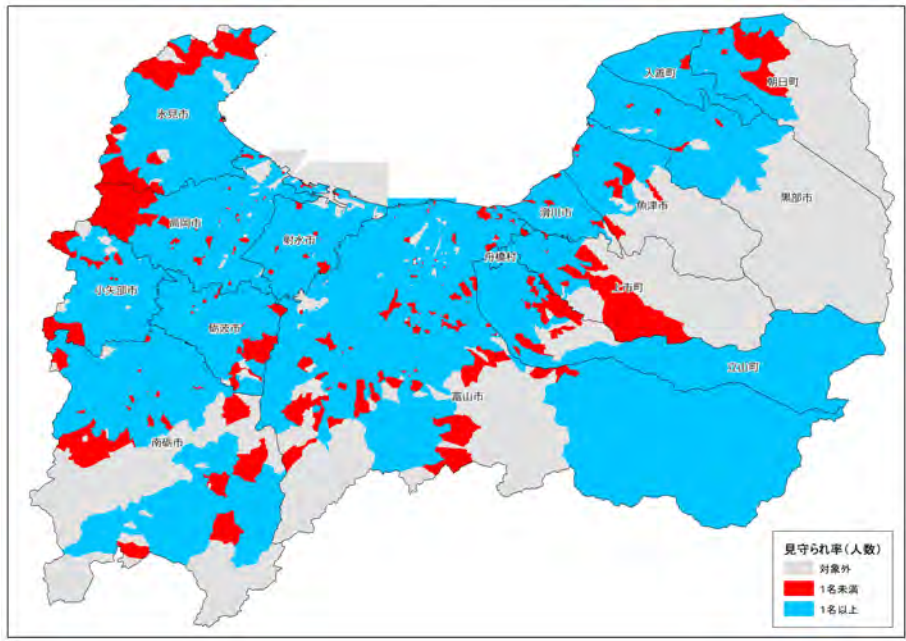 入善町
朝日町
氷見市
黒部市
魚津市
滑川市
高岡市
射水市
舟橋村
上市町
小矢部市
砺波市
立山町
富山市
南砺市
見守られ率(人数)
対象外
1名未満
1名以上